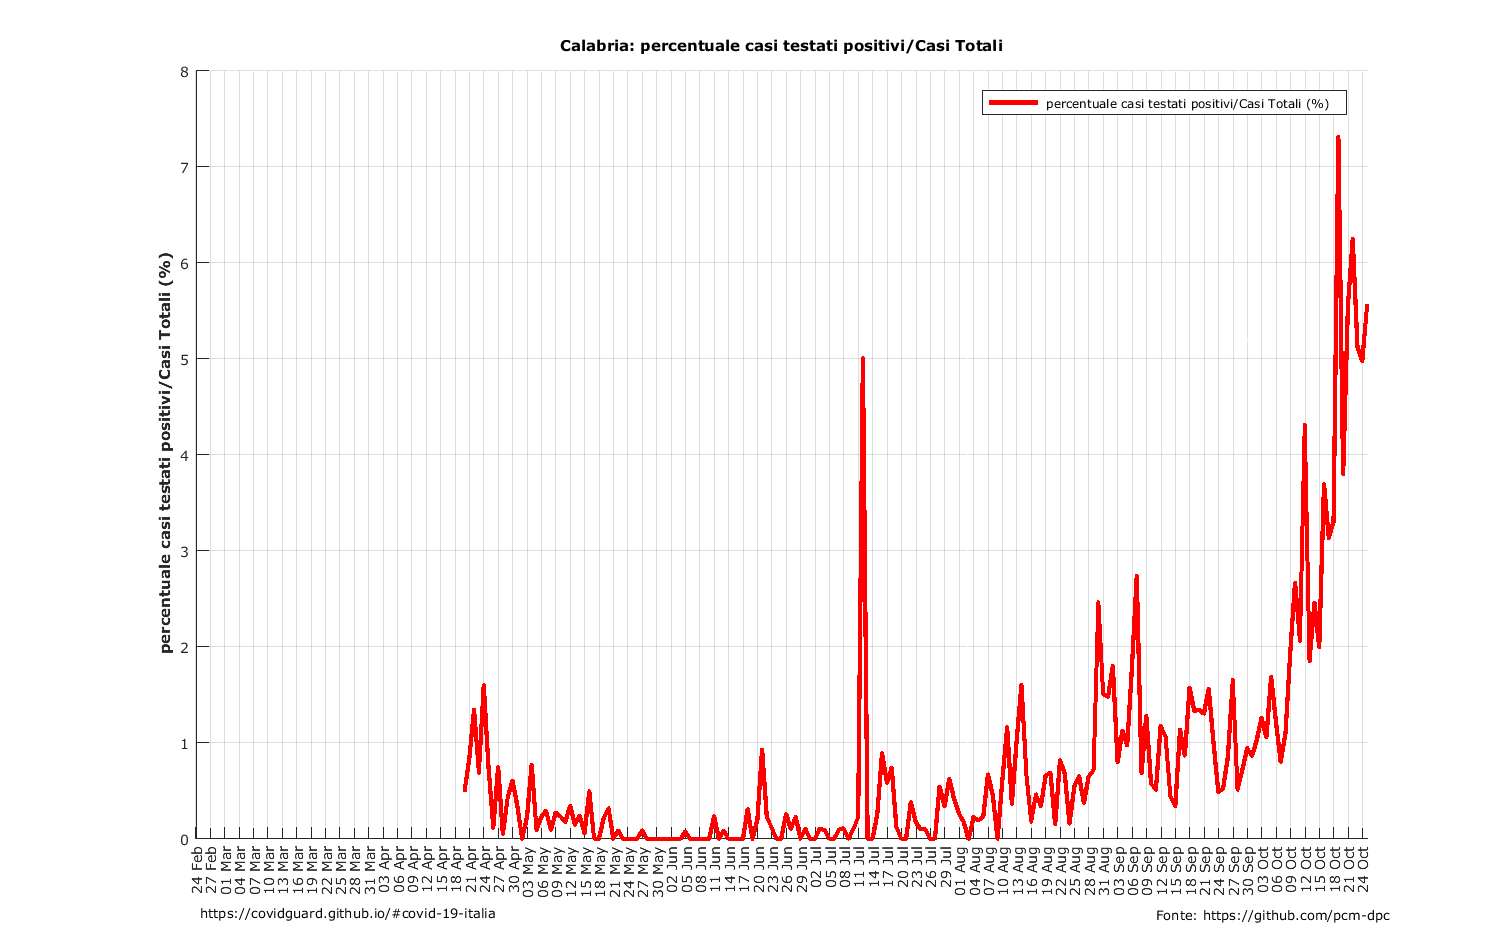 Calabria: percentuale casi testati positivi/Casi Totali
percentuale casi testati positivi/Casi Totali (%)
percentuale casi testati positivi/Casi Totali (%)
8
7
6
5
4
3
2
1
0
24 Feb
27 Feb
01 Mar
04 Mar
07 Mar
10 Mar
13 Mar
16 Mar
19 Mar
22 Mar
25 Mar
28 Mar
31 Mar
03 Apr
06 Apr
09 Apr
12 Apr
15 Apr
18 Apr
21 Apr
24 Apr
27 Apr
30 Apr
03 May
06 May
09 May
12 May
15 May
18 May
21 May
24 May
27 May
30 May
02 Jun
05 Jun
08 Jun
11 Jun
14 Jun
17 Jun
20 Jun
23 Jun
26 Jun
29 Jun
02 Jul
05 Jul
08 Jul
11 Jul
14 Jul
17 Jul
20 Jul
23 Jul
26 Jul
29 Jul
01 Aug
04 Aug
07 Aug
10 Aug
13 Aug
16 Aug
19 Aug
22 Aug
25 Aug
28 Aug
31 Aug
03 Sep
06 Sep
09 Sep
12 Sep
15 Sep
18 Sep
21 Sep
24 Sep
27 Sep
30 Sep
03 Oct
06 Oct
09 Oct
12 Oct
15 Oct
18 Oct
21 Oct
24 Oct
https://covidguard.github.io/#covid-19-italia
Fonte: https://github.com/pcm-dpc